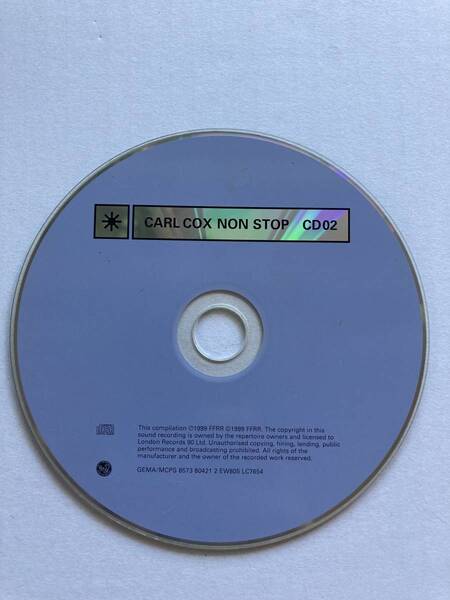 CARL COX NON STOP CD02
This compilation ℗1999 FFRR ©1999 FFRR. The copyright in this
sound recording is owned by the repertoire owners and licensed to
London Records 90 Ltd. Unauthorised copying, hiring, lending, public
performance and broadcasting prohibited. All rights of the
manufacturer and the owner of the recorded work reserved.
GEMA/MCPS 8573 80421 2 EW805 LC7654